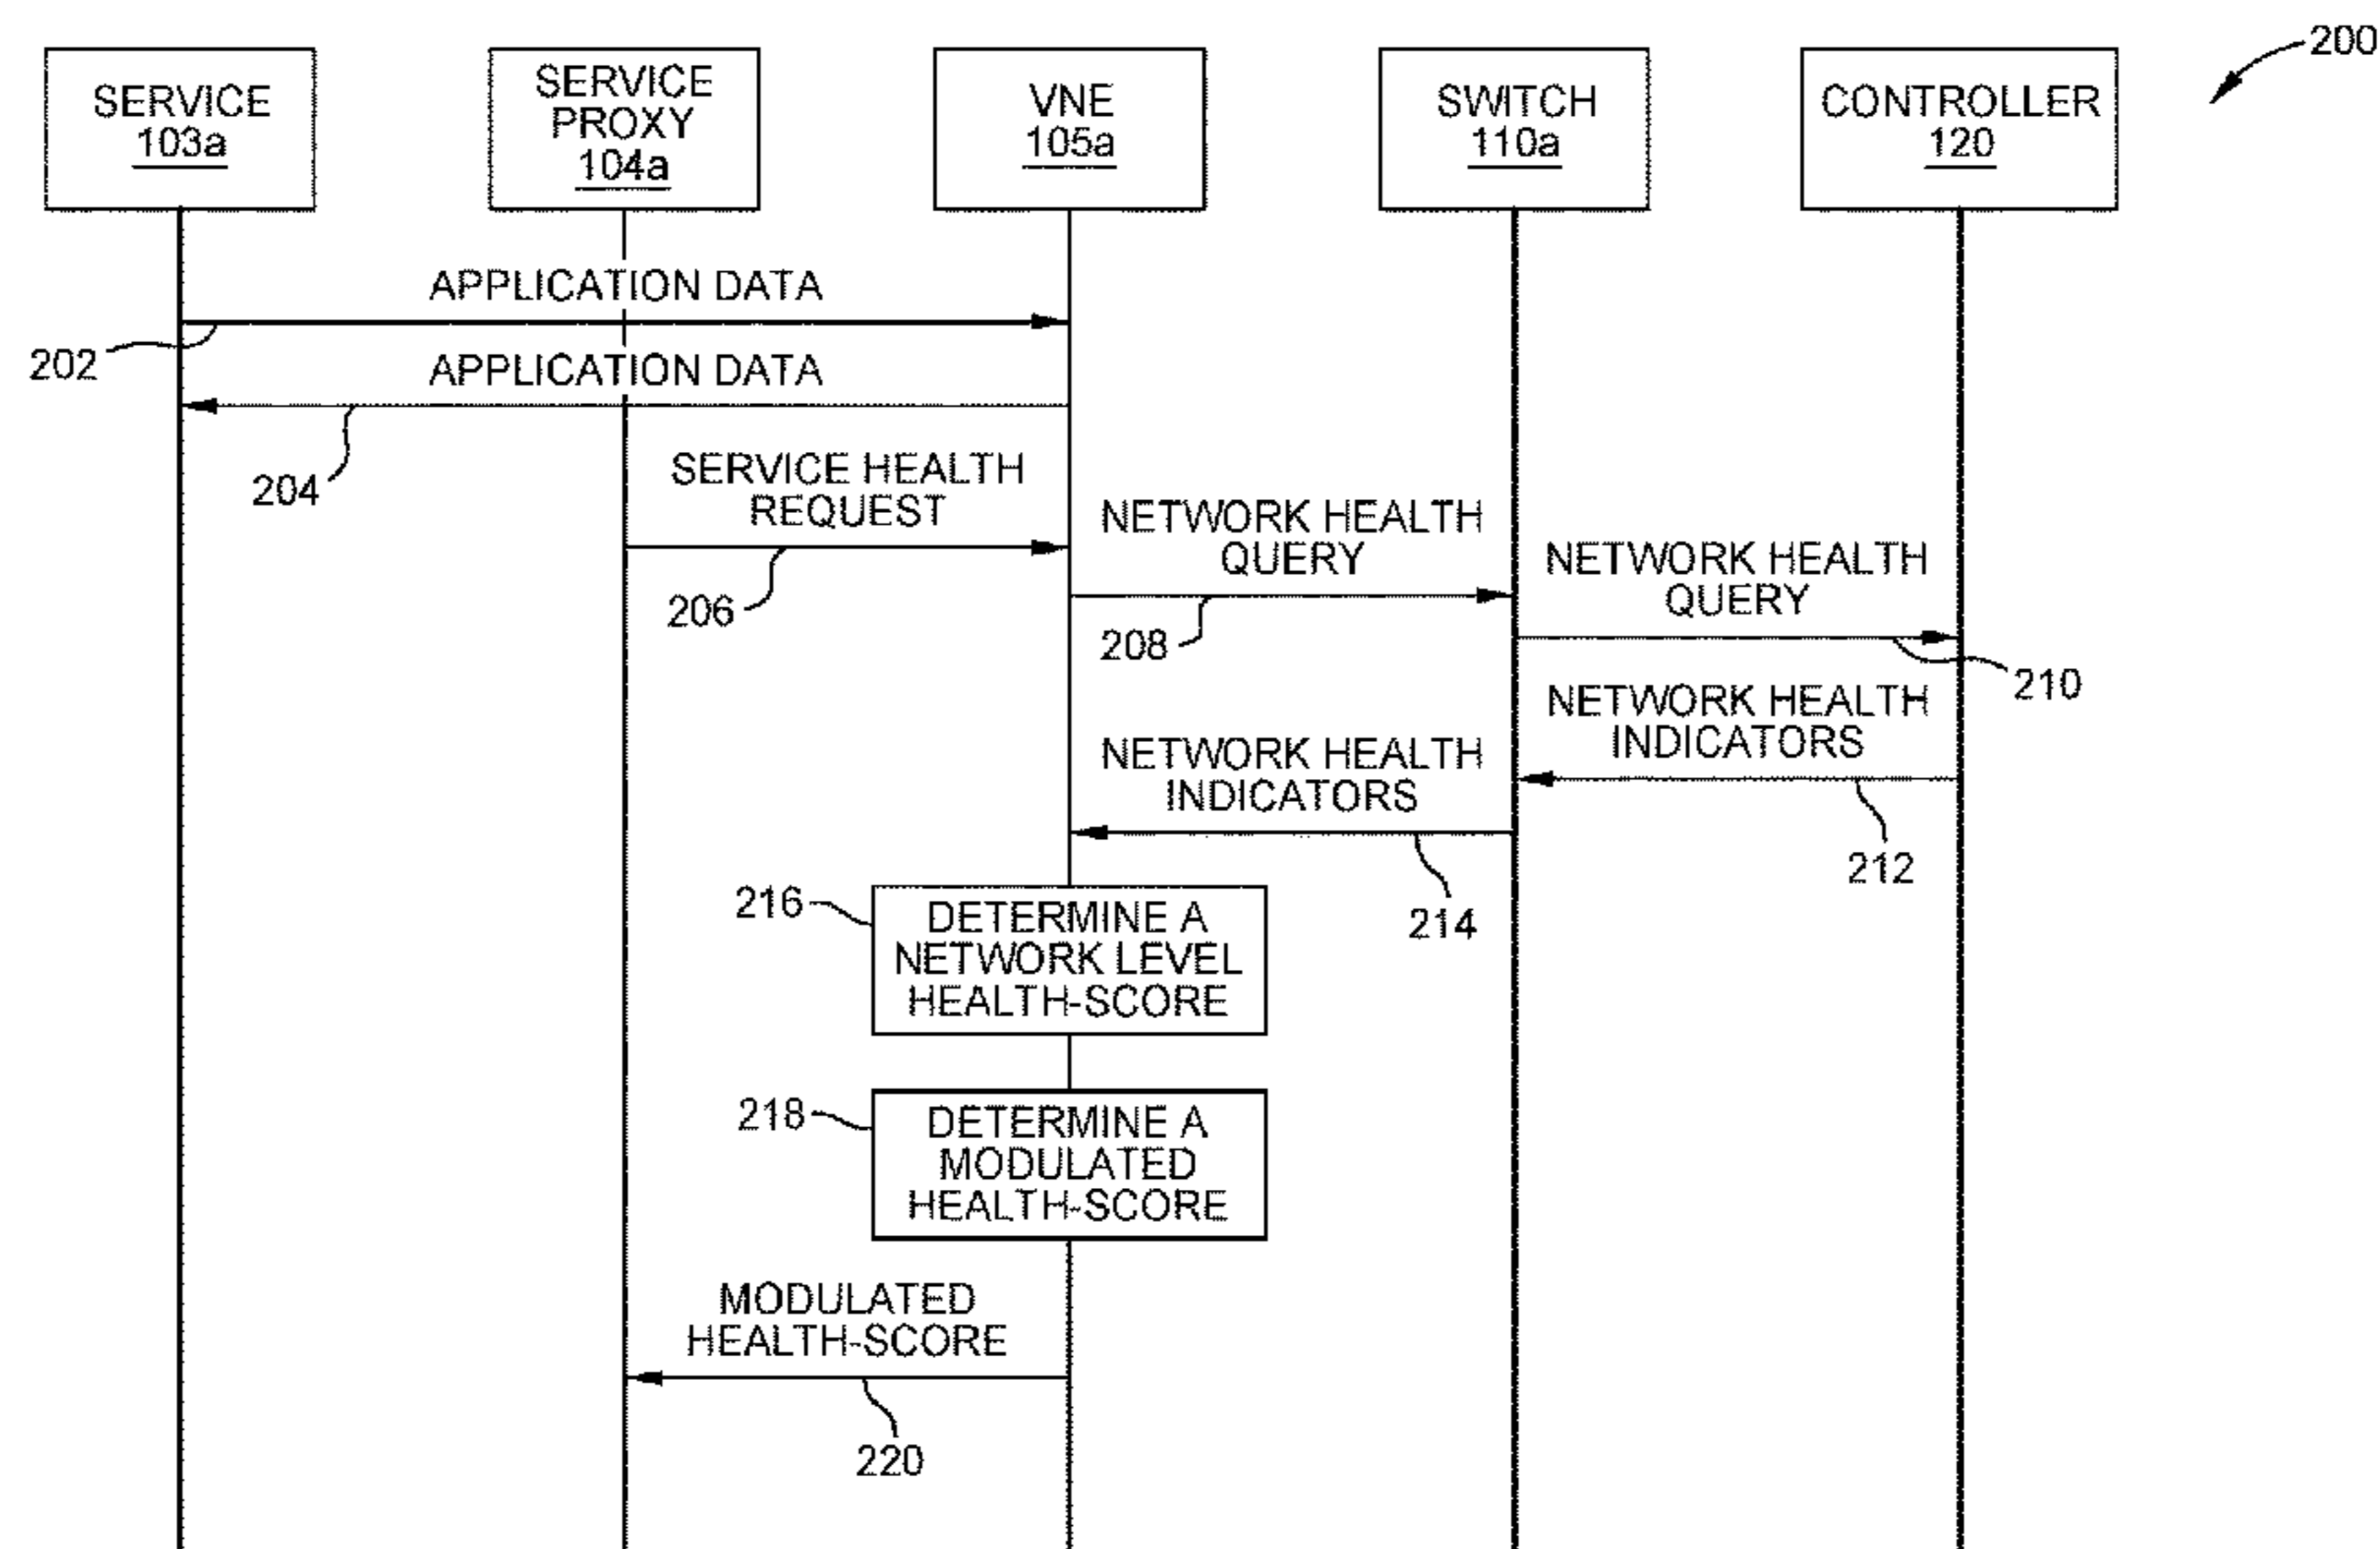 200
SERVICE
103a
SERVICE
PROXY
104a
VNE
105a
SWITCH
110a
CONTROLLER
120
APPLICATION DATA
202
APPLICATION DATA
204
SERVICE HEALTH
REQUEST
206
NETWORK HEALTH
QUERY
208
NETWORK HEALTH
QUERY
210
NETWORK HEALTH
INDICATORS
212
NETWORK HEALTH
INDICATORS
214
216
DETERMINE A
NETWORK LEVEL
HEALTH-SCORE
218
DETERMINE A
MODULATED
HEALTH-SCORE
MODULATED
HEALTH-SCORE
220